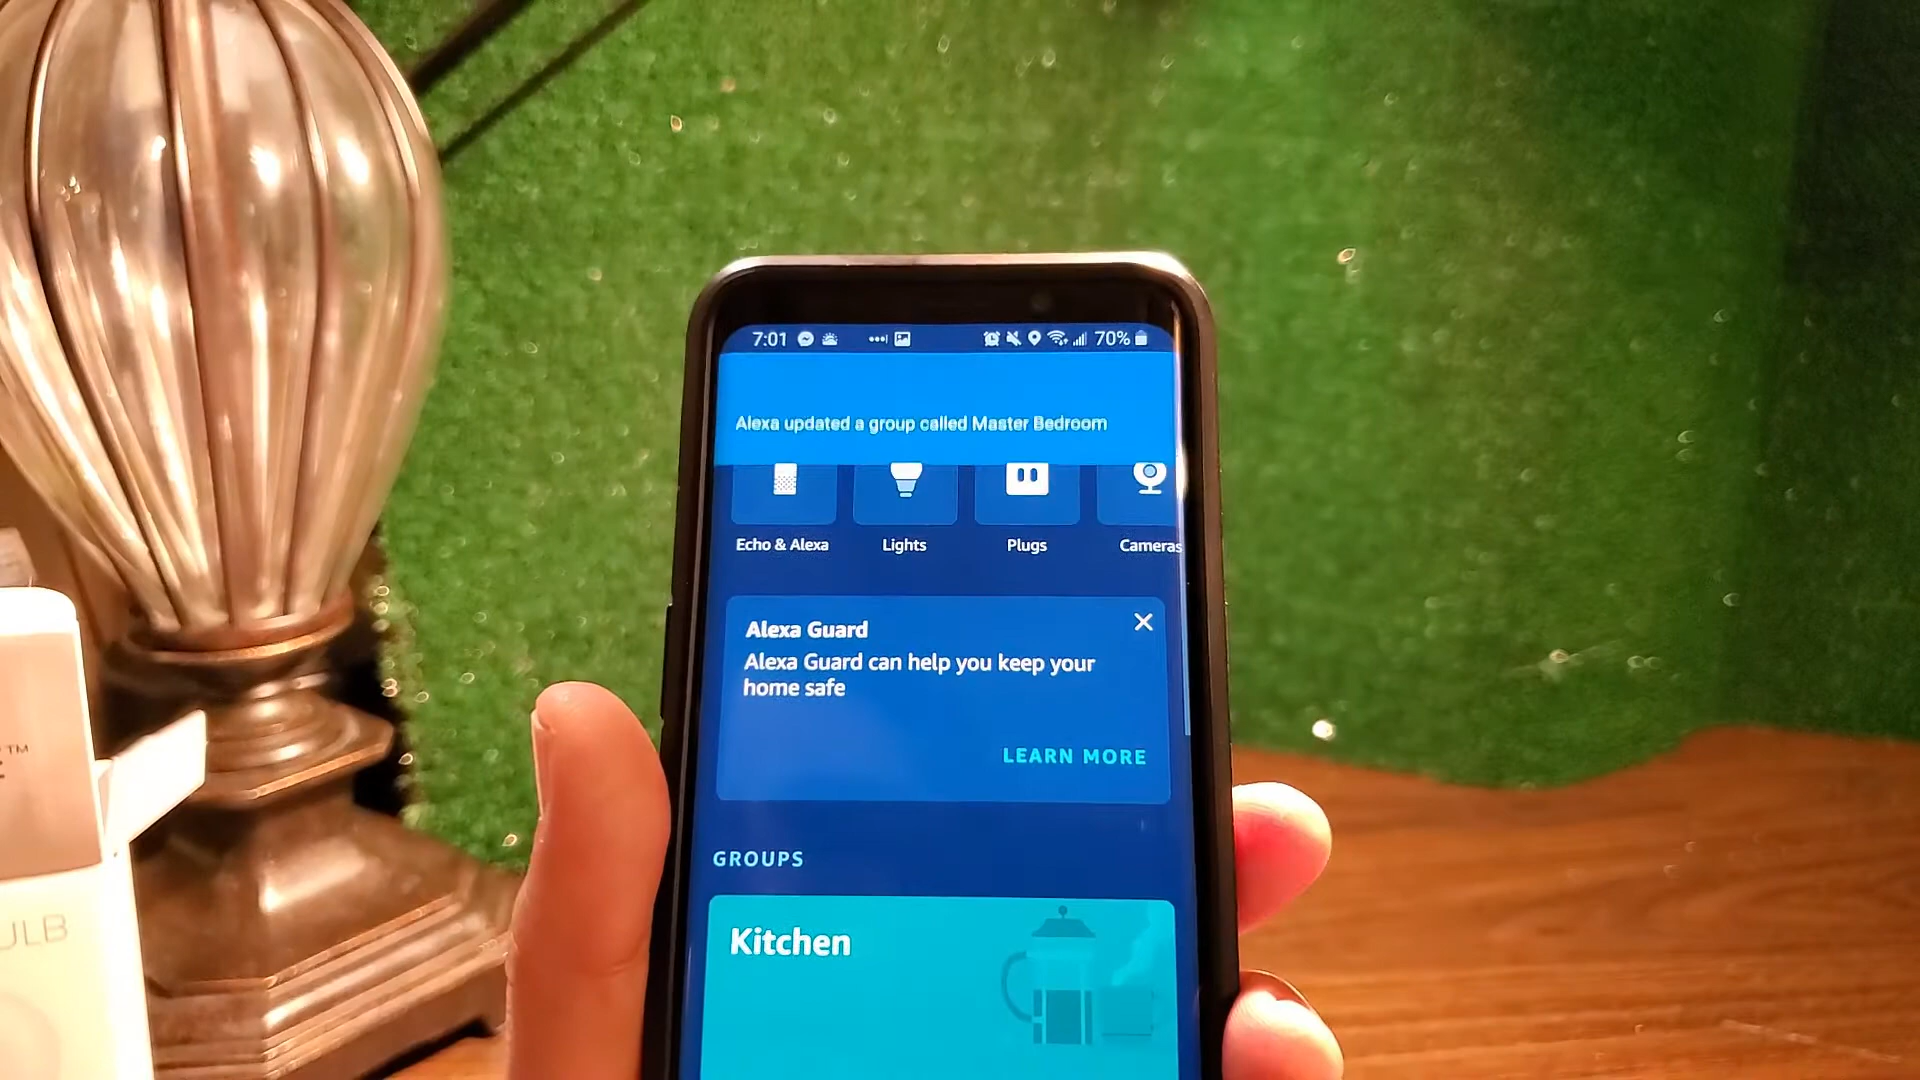 7:01
70%
Alexa updated a group called Master Bedroom
Echo & Alexa
Lights
Plugs
Cameras
Alexa Guard
Alexa Guard can help you keep your
home safe
LEARN MORE
GROUPS
Kitchen
TM
ULB